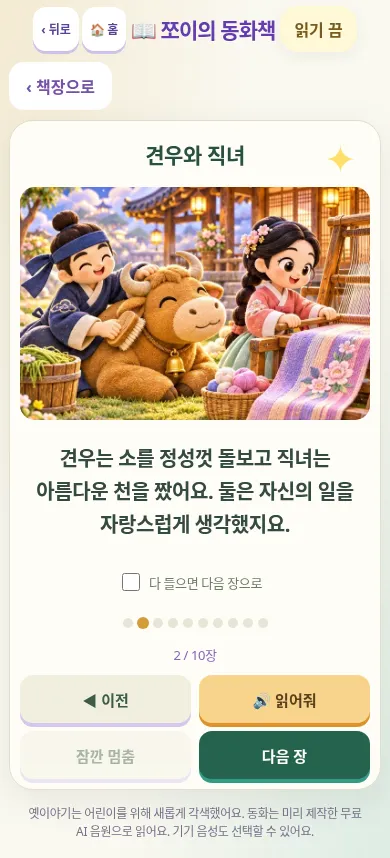 ‹ 뒤로 🏠 홈 📖 쪼이의 동화책 읽기 끔
‹ 책장으로
견우와 직녀
견우는 소를 정성껏 돌보고 직녀는
아름다운 천을 짰어요. 둘은 자신의 일을
자랑스럽게 생각했지요.
다 들으면 다음 장으로
2 / 10장
◀ 이전 🔊 읽어줘
잠깐 멈춤 다음 장
옛이야기는 어린이를 위해 새롭게 각색했어요. 동화는 미리 제작한 무료
AI 음원으로 읽어요. 기기 음성도 선택할 수 있어요.